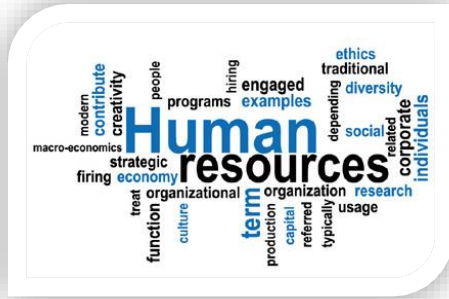 ethics
traditional
modern
contribute
creativity
people
hiring
engaged
programs
examples
depending
diversity
social
related
corporate
individuals
Human
macro-economics
strategic
resources
firing
economy
treat
organizational
term
organization
research
function
culture
production
capital
referred
typically
usage